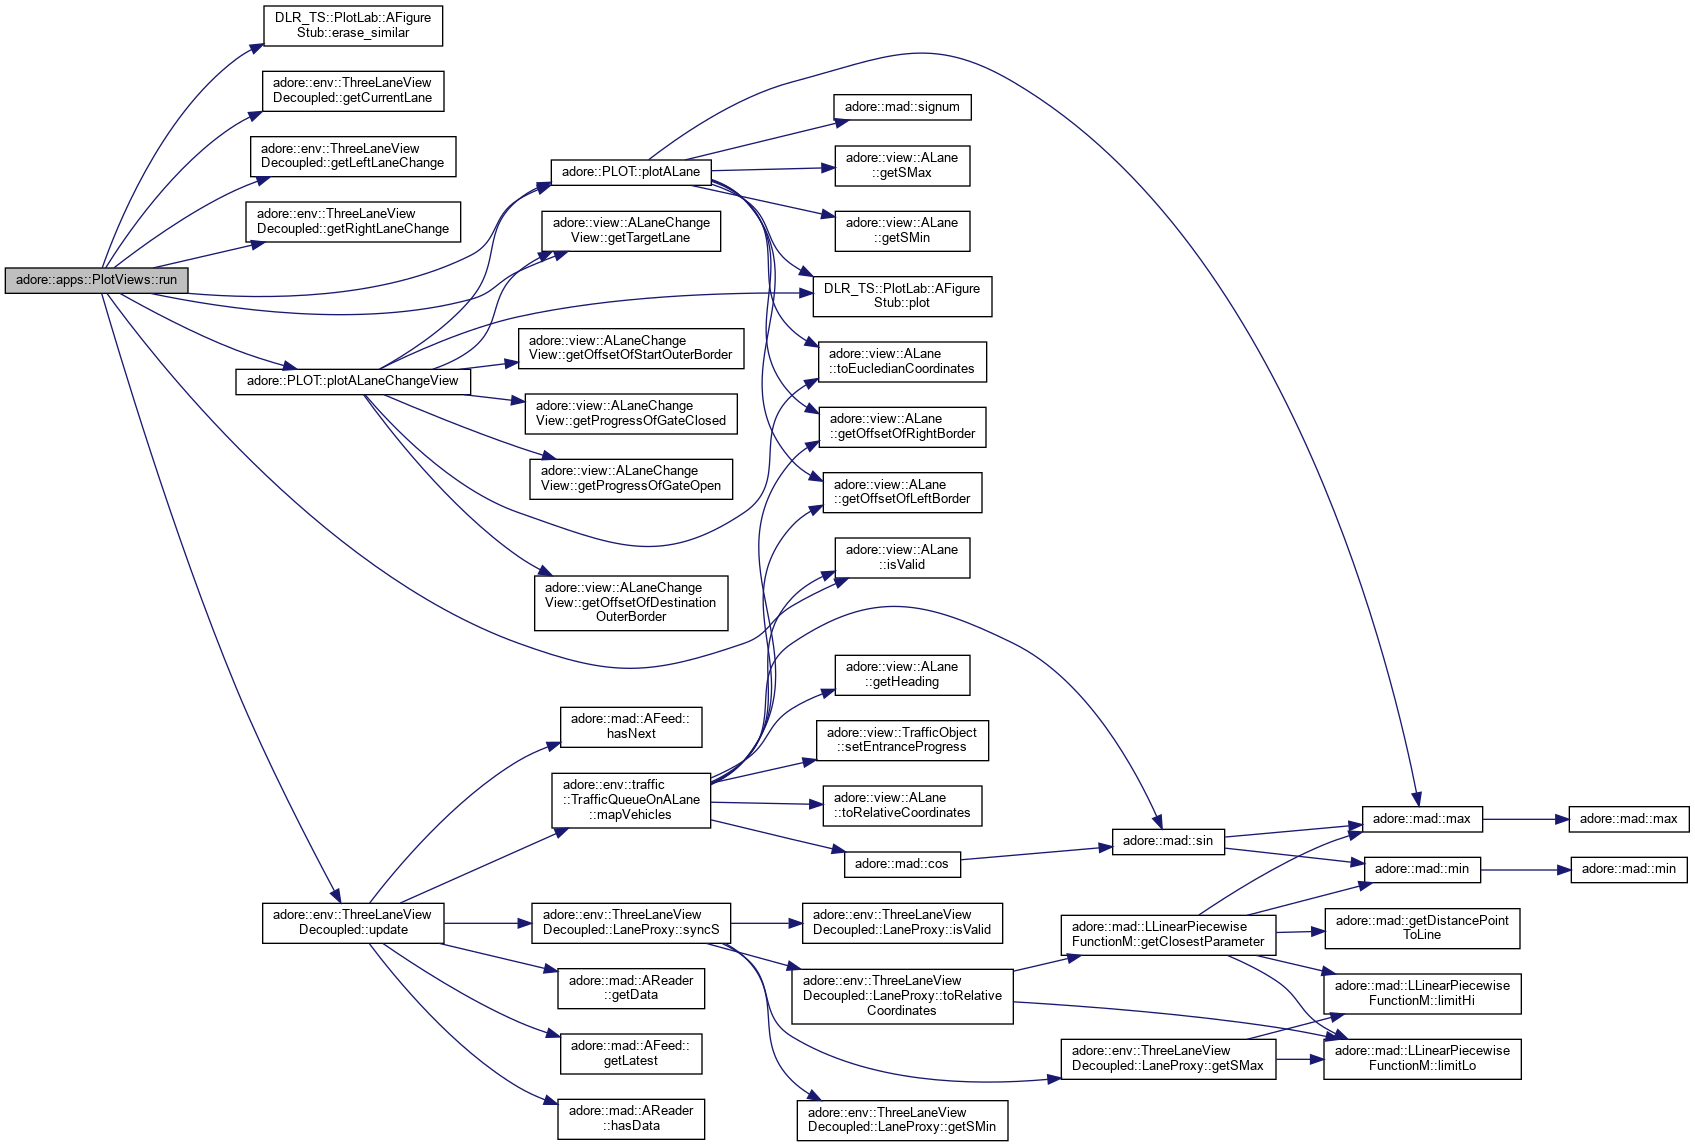 DLR_TS::PlotLab::AFigure
Stub::erase_similar
adore::env::ThreeLaneView
Decoupled::getCurrentLane
adore::env::ThreeLaneView
Decoupled::getLeftLaneChange
adore::env::ThreeLaneView
Decoupled::getRightLaneChange
adore::apps::PlotViews::run
adore::PLOT::plotALaneChangeView
adore::env::ThreeLaneView
Decoupled::update
adore::PLOT::plotALane
adore::view::ALaneChange
View::getTargetLane
adore::view::ALaneChange
View::getOffsetOfStartOuterBorder
adore::view::ALaneChange
View::getProgressOfGateClosed
adore::view::ALaneChange
View::getProgressOfGateOpen
adore::view::ALaneChange
View::getOffsetOfDestination
OuterBorder
adore::mad::AFeed::
hasNext
adore::env::traffic
::TrafficQueueOnALane
::mapVehicles
adore::env::ThreeLaneView
Decoupled::LaneProxy::syncS
adore::mad::AReader
::getData
adore::mad::AFeed::
getLatest
adore::mad::AReader
::hasData
adore::mad::signum
adore::view::ALane
::getSMax
adore::view::ALane
::getSMin
DLR_TS::PlotLab::AFigure
Stub::plot
adore::view::ALane
::toEucledianCoordinates
adore::view::ALane
::getOffsetOfRightBorder
adore::view::ALane
::getOffsetOfLeftBorder
adore::view::ALane
::isValid
adore::view::ALane
::getHeading
adore::view::TrafficObject
::setEntranceProgress
adore::view::ALane
::toRelativeCoordinates
adore::mad::cos
adore::env::ThreeLaneView
Decoupled::LaneProxy::isValid
adore::env::ThreeLaneView
Decoupled::LaneProxy::toRelative
Coordinates
adore::env::ThreeLaneView
Decoupled::LaneProxy::getSMin
adore::mad::sin
adore::mad::LLinearPiecewise
FunctionM::getClosestParameter
adore::env::ThreeLaneView
Decoupled::LaneProxy::getSMax
adore::mad::max
adore::mad::min
adore::mad::getDistancePoint
ToLine
adore::mad::LLinearPiecewise
FunctionM::limitHi
adore::mad::LLinearPiecewise
FunctionM::limitLo
adore::mad::max
adore::mad::min